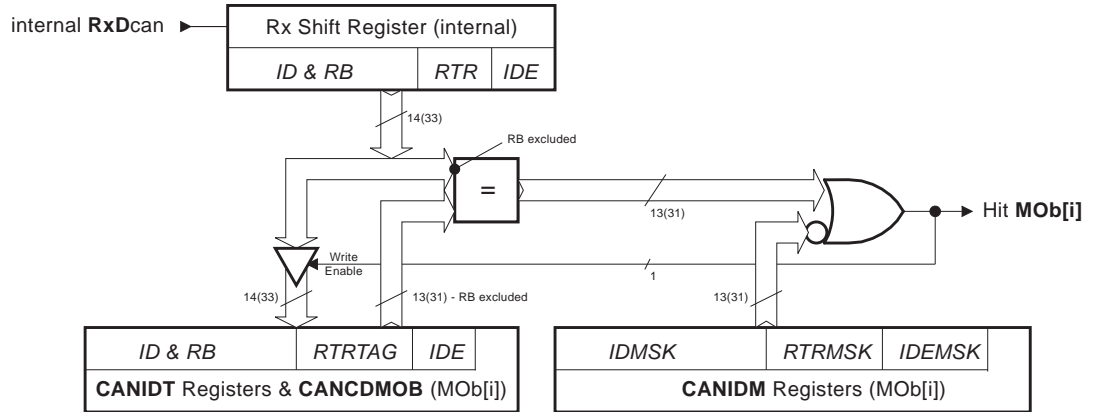 internal RxDcan
Rx Shift Register (internal)
ID & RB RTR IDE
14(33)
RB excluded
=
13(31)
Hit MOb[i]
Write
Enable
1
14(33)
13(31) - RB excluded
13(31)
ID & RB RTRTAG IDE
CANIDT Registers & CANCDMOB (MOb[i])
IDMSK RTRMSK IDEMSK
CANIDM Registers (MOb[i])